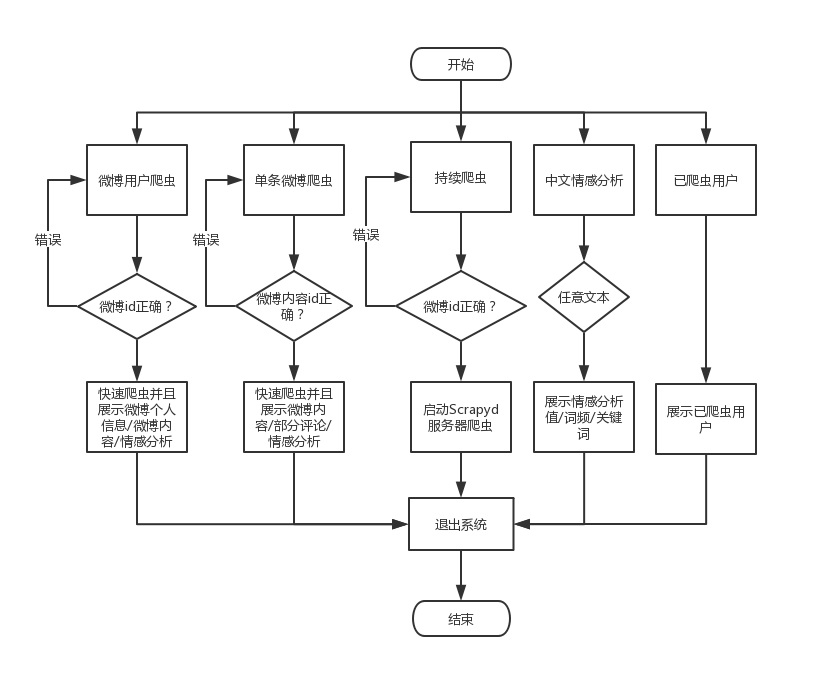 开始
微博用户爬虫
单条微博爬虫
持续爬虫
中文情感分析
已爬虫用户
错误
错误
错误
微博id正确？
微博内容id正
确？
微博id正确？
任意文本
快速爬虫并且
展示微博个人
信息/微博内
容/情感分析
快速爬虫并且
展示微博内
容/部分评论/
情感分析
启动Scrapyd
服务器爬虫
展示情感分析
值/词频/关键
词
展示已爬虫用
户
退出系统
结束